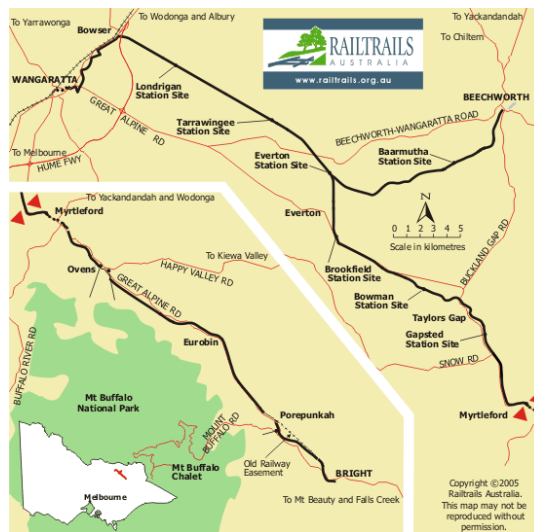 To Yarrawonga
To Wodonga and Albury
Bowser
WANGARATTA
Londrigan
Station Site
GREAT ALPINE RD
Tarrawingee
Station Site
To Melbourne
HUME FWY
RAILTRAILS
AUSTRALIA
www.railtrails.org.au
To Yackandandah
To Chiltern
BEECHWORTH
BEECHWORTH-WANGARATTA ROAD
Baarmutha
Station Site
Everton
Station Site
Everton
N
0 1 2 3 4 5
Scale in kilometres
BUCKLAND GAP RD
Brookfield
Station Site
Bowman
Station Site
Taylors Gap
Gapsted
Station Site
SNOW RD
Myrtleford
To Yackandandah and Wodonga
Myrtleford
To Kiewa Valley
HAPPY VALLEY RD
Ovens
GREAT ALPINE RD
BUFFALO RIVER RD
Eurobin
Mt Buffalo
National Park
Porepunkah
MOUNT
BUFFALO RD
Mt Buffalo
Chalet
Old Railway
Easement
BRIGHT
To Mt Beauty and Falls Creek
Melbourne
Copyright ©2005
Railtrails Australia.
This map may not be
reproduced without
permission.